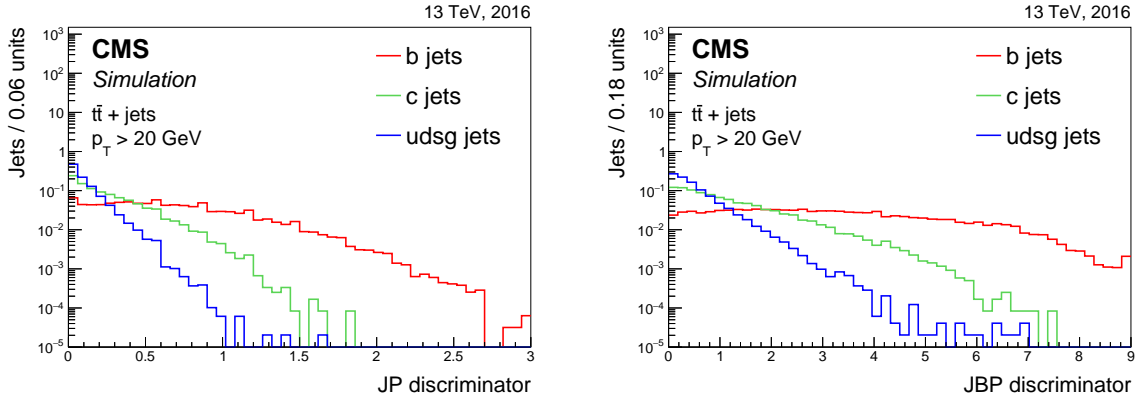 13 TeV, 2016
Jets / 0.06 units
10³
10²
10
1
10⁻¹
10⁻²
10⁻³
10⁻⁴
10⁻⁵
CMS
Simulation
tt̄ + jets
p_T > 20 GeV
b jets
c jets
udsg jets
0 0.5 1 1.5 2 2.5 3
JP discriminator
13 TeV, 2016
Jets / 0.18 units
10³
10²
10
1
10⁻¹
10⁻²
10⁻³
10⁻⁴
10⁻⁵
CMS
Simulation
tt̄ + jets
p_T > 20 GeV
b jets
c jets
udsg jets
0 1 2 3 4 5 6 7 8 9
JBP discriminator